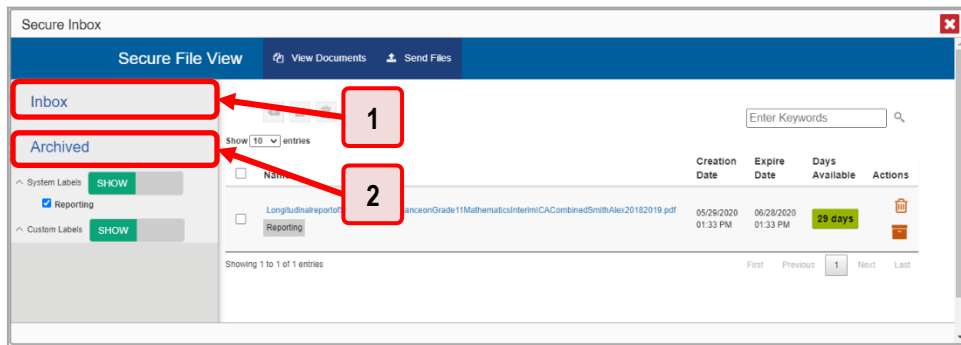 Secure Inbox
Secure File View View Documents Send Files
Inbox
1
Enter Keywords
Archived
Show 10 entries
2
Creation Date Expire Date Days Available Actions
System Labels SHOW
Reporting
Custom Labels SHOW
anceonGrade11MathematicsInterimICACombinedSmithAlex20182019.pdf
Reporting
05/29/2020 01:33 PM 06/28/2020 01:33 PM 29 days
Showing 1 to 1 of 1 entries First Previous 1 Next Last